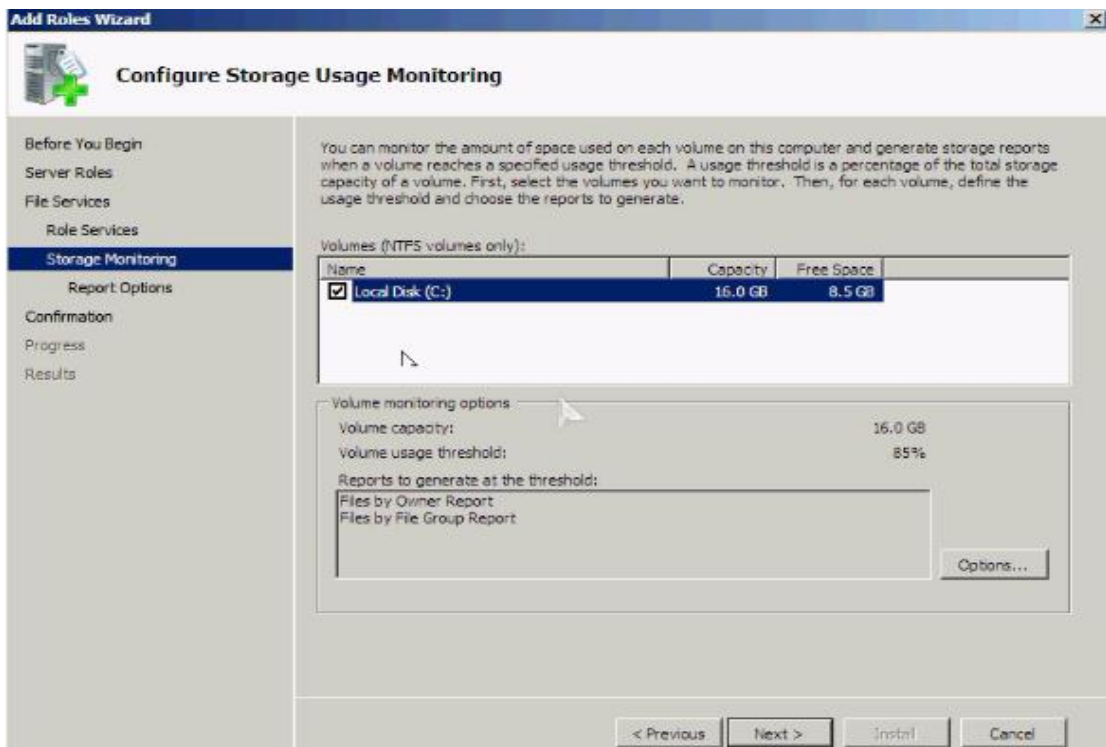 Add Roles Wizard
Configure Storage Usage Monitoring
Before You Begin
Server Roles
File Services
Role Services
Storage Monitoring
Report Options
Confirmation
Progress
Results
You can monitor the amount of space used on each volume on this computer and generate storage reports
when a volume reaches a specified usage threshold. A usage threshold is a percentage of the total storage
capacity of a volume. First, select the volumes you want to monitor. Then, for each volume, define the
usage threshold and choose the reports to generate.
Volumes (NTFS volumes only):
Name Capacity Free Space
Local Disk (C:) 16.0 GB 8.5 GB
Volume monitoring options
Volume capacity: 16.0 GB
Volume usage threshold: 85%
Reports to generate at the threshold:
Files by Owner Report
Files by File Group Report
Options...
< Previous Next > Install Cancel